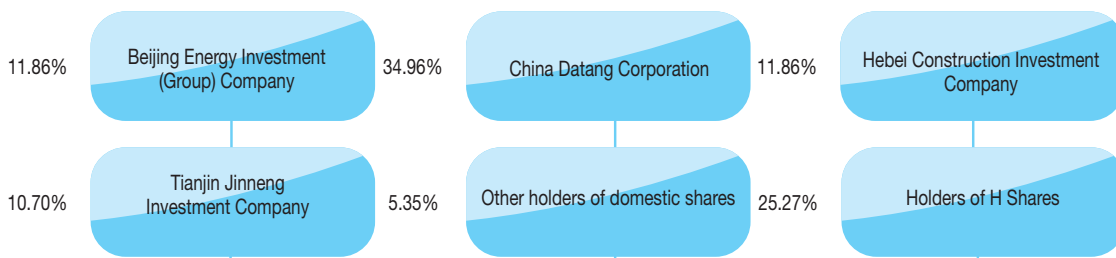 11.86%
Beijing Energy Investment
(Group) Company
34.96%
China Datang Corporation
11.86%
Hebei Construction Investment
Company
10.70%
Tianjin Jinneng
Investment Company
5.35%
Other holders of domestic shares
25.27%
Holders of H Shares